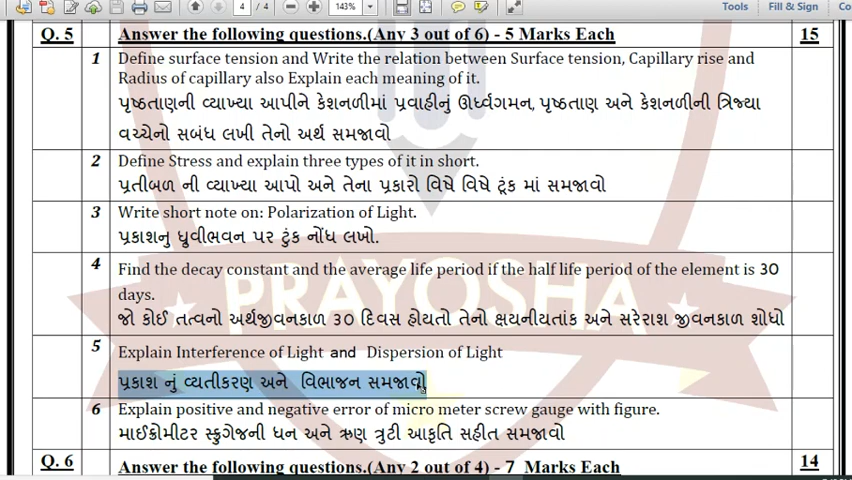 4 / 4 143% Tools Fill & Sign
Q. 5 Answer the following questions.(Any 3 out of 6) - 5 Marks Each 15
1 Define surface tension and Write the relation between Surface tension, Capillary rise and
Radius of capillary also Explain each meaning of it.
પૃષ્ઠતાણની વ્યાખ્યા આપીને કેશનળીમાં પ્રવાહીનું ઊર્ધ્વગમન, પૃષ્ઠતાણ અને કેશનળીની ત્રિજ્યા
વચ્ચેનો સબંધ લખી તેનો અર્થ સમજાવો
2 Define Stress and explain three types of it in short.
પ્રતીબળ ની વ્યાખ્યા આપો અને તેના પ્રકારો વિષે વિષે ટૂંક માં સમજાવો
3 Write short note on: Polarization of Light.
પ્રકાશનુ ધ્રુવીભવન પર ટુંક નોંધ લખો.
4 Find the decay constant and the average life period if the half life period of the element is 30
days.
જો કોઈ તત્વનો અર્થજીવનકાળ ૩૦ દિવસ હોયતો તેનો ક્ષયનીયતાંક અને સરેરાશ જીવનકાળ શોધો
5 Explain Interference of Light and Dispersion of Light
પ્રકાશ નું વ્યતીકરણ અને વિભાજન સમજાવો
6 Explain positive and negative error of micro meter screw gauge with figure.
માઈક્રોમીટર સ્ક્રુગેજની ધન અને ઋણ ત્રુટી આકૃતિ સહીત સમજાવો
Q. 6 Answer the following questions.(Any 2 out of 4) - 7 Marks Each 14
PRAYOSHA